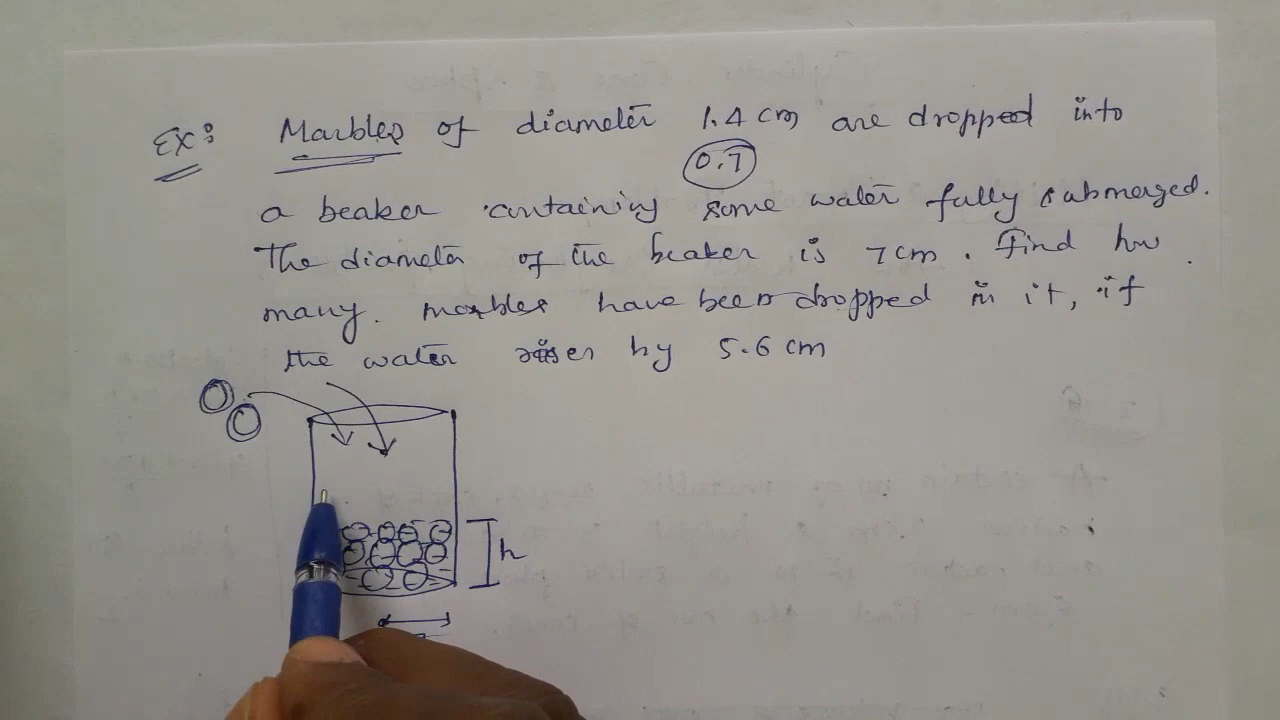 Ex: Marbles of diameter 1.4 cm are dropped into
0.7
a beaker containing some water fully submerged.
The diameter of the beaker is 7 cm. Find how
many. marbles have been dropped in it, if
the water rises by 5.6 cm
h